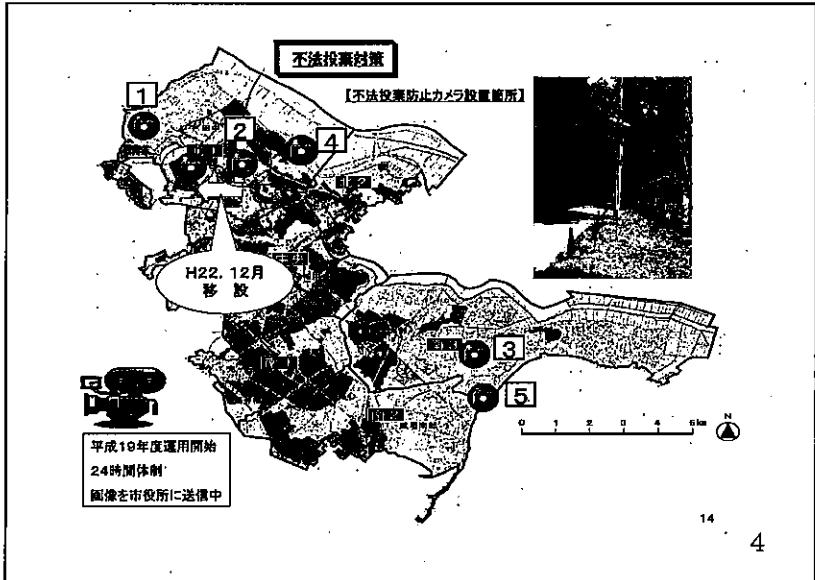 不法投棄対策
【不法投棄防止カメラ設置箇所】
1
2
4
H22.12月
移 設
3
5
平成19年度運用開始
24時間体制
画像を市役所に送信中
0 1 2 3 4 5km
N
14
4